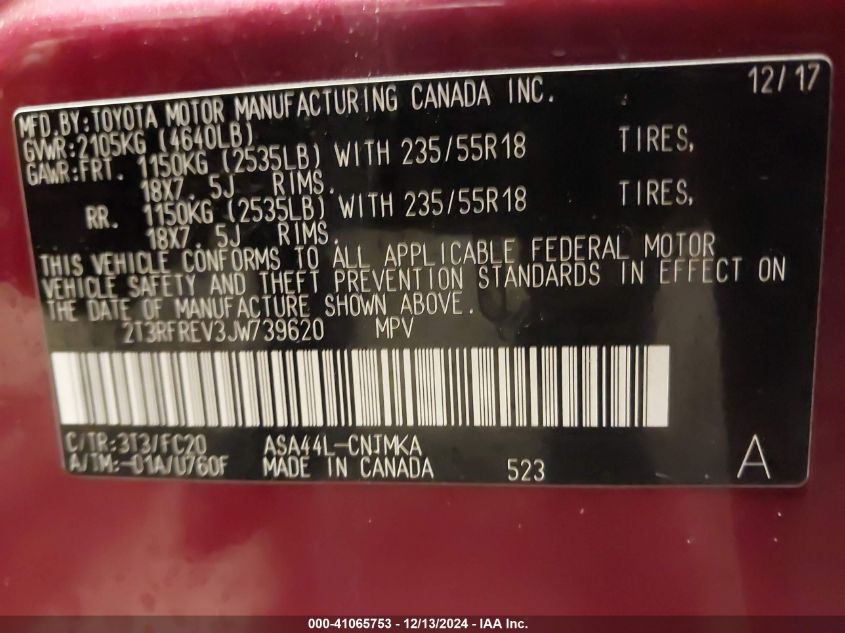 12/17
MFD.BY:TOYOTA MOTOR MANUFACTURING CANADA INC.
GVWR:2105KG (4640LB)
GAWR:FRT. 1150KG (2535LB) WITH 235/55R18 TIRES,
18X7. 5J RIMS.
RR. 1150KG (2535LB) WITH 235/55R18 TIRES,
18X7. 5J RIMS.
THIS VEHICLE CONFORMS TO ALL APPLICABLE FEDERAL MOTOR
VEHICLE SAFETY AND THEFT PREVENTION STANDARDS IN EFFECT ON
THE DATE OF MANUFACTURE SHOWN ABOVE.
2T3RFREV3JW739620 MPV
C/TR:3T3/FC20 ASA44L-CNTMKA
A/TM:-01A/U760F MADE IN CANADA 523 A
000-41065753 - 12/13/2024 - IAA Inc.